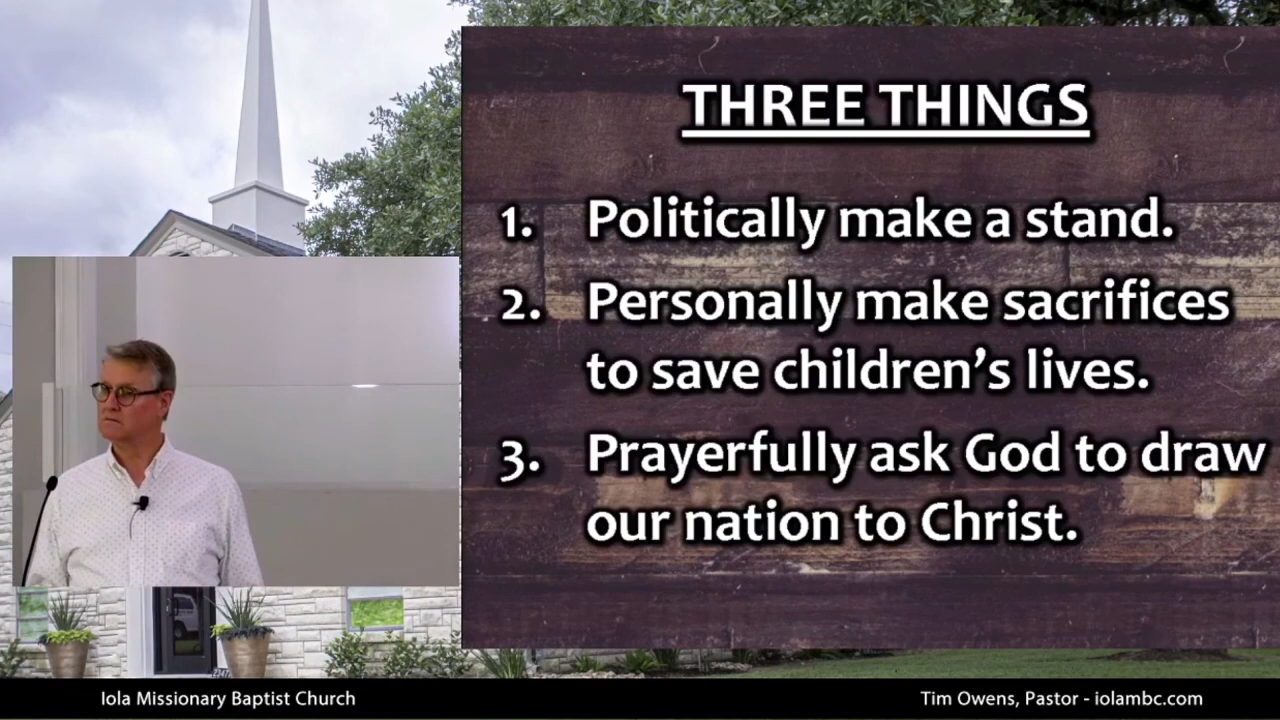 THREE THINGS
1. Politically make a stand.
2. Personally make sacrifices
to save children's lives.
3. Prayerfully ask God to draw
our nation to Christ.
Iola Missionary Baptist Church
Tim Owens, Pastor - iolambc.com